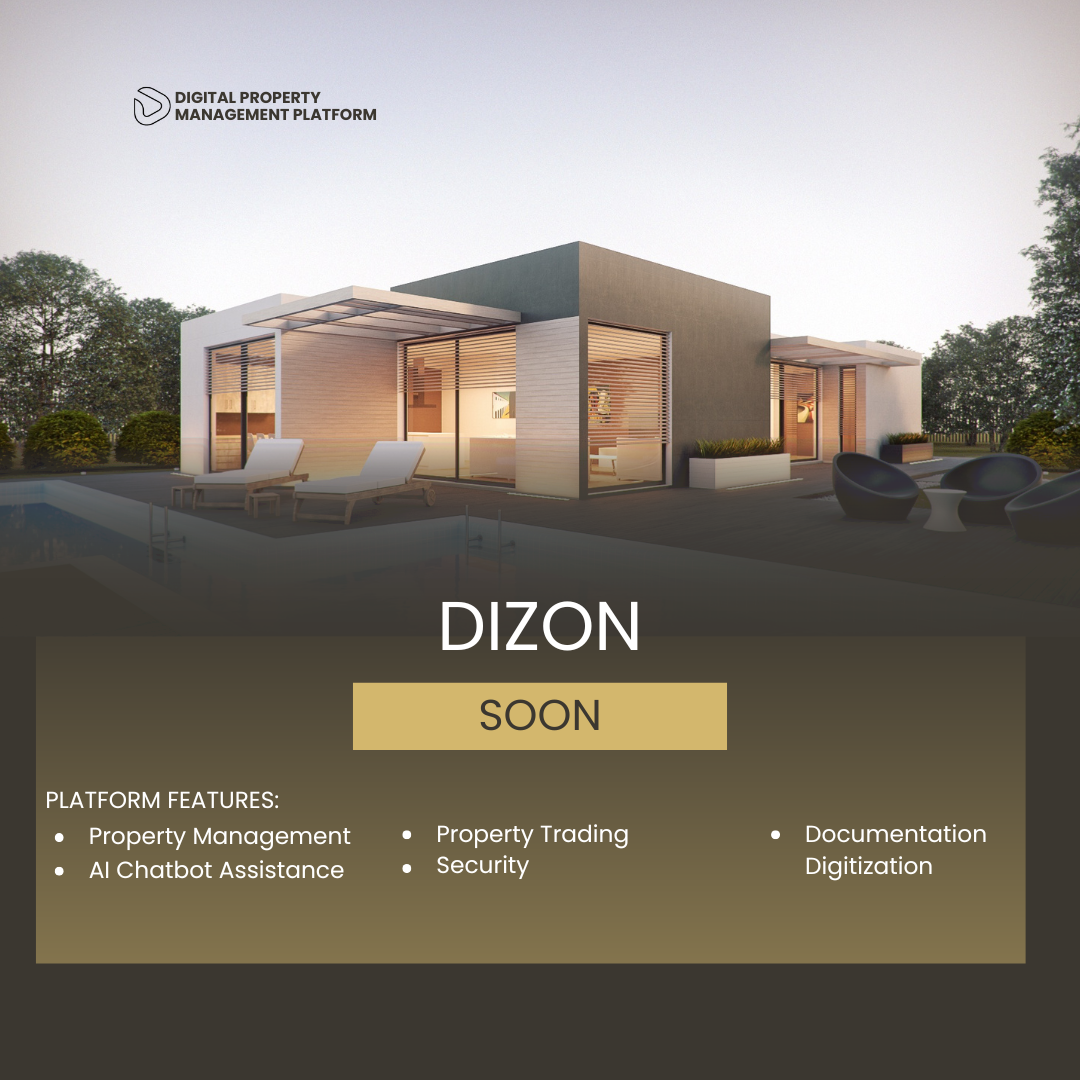 DIGITAL PROPERTY
MANAGEMENT PLATFORM
DIZON
SOON
PLATFORM FEATURES:
• Property Management
• AI Chatbot Assistance
• Property Trading
• Security
• Documentation
Digitization